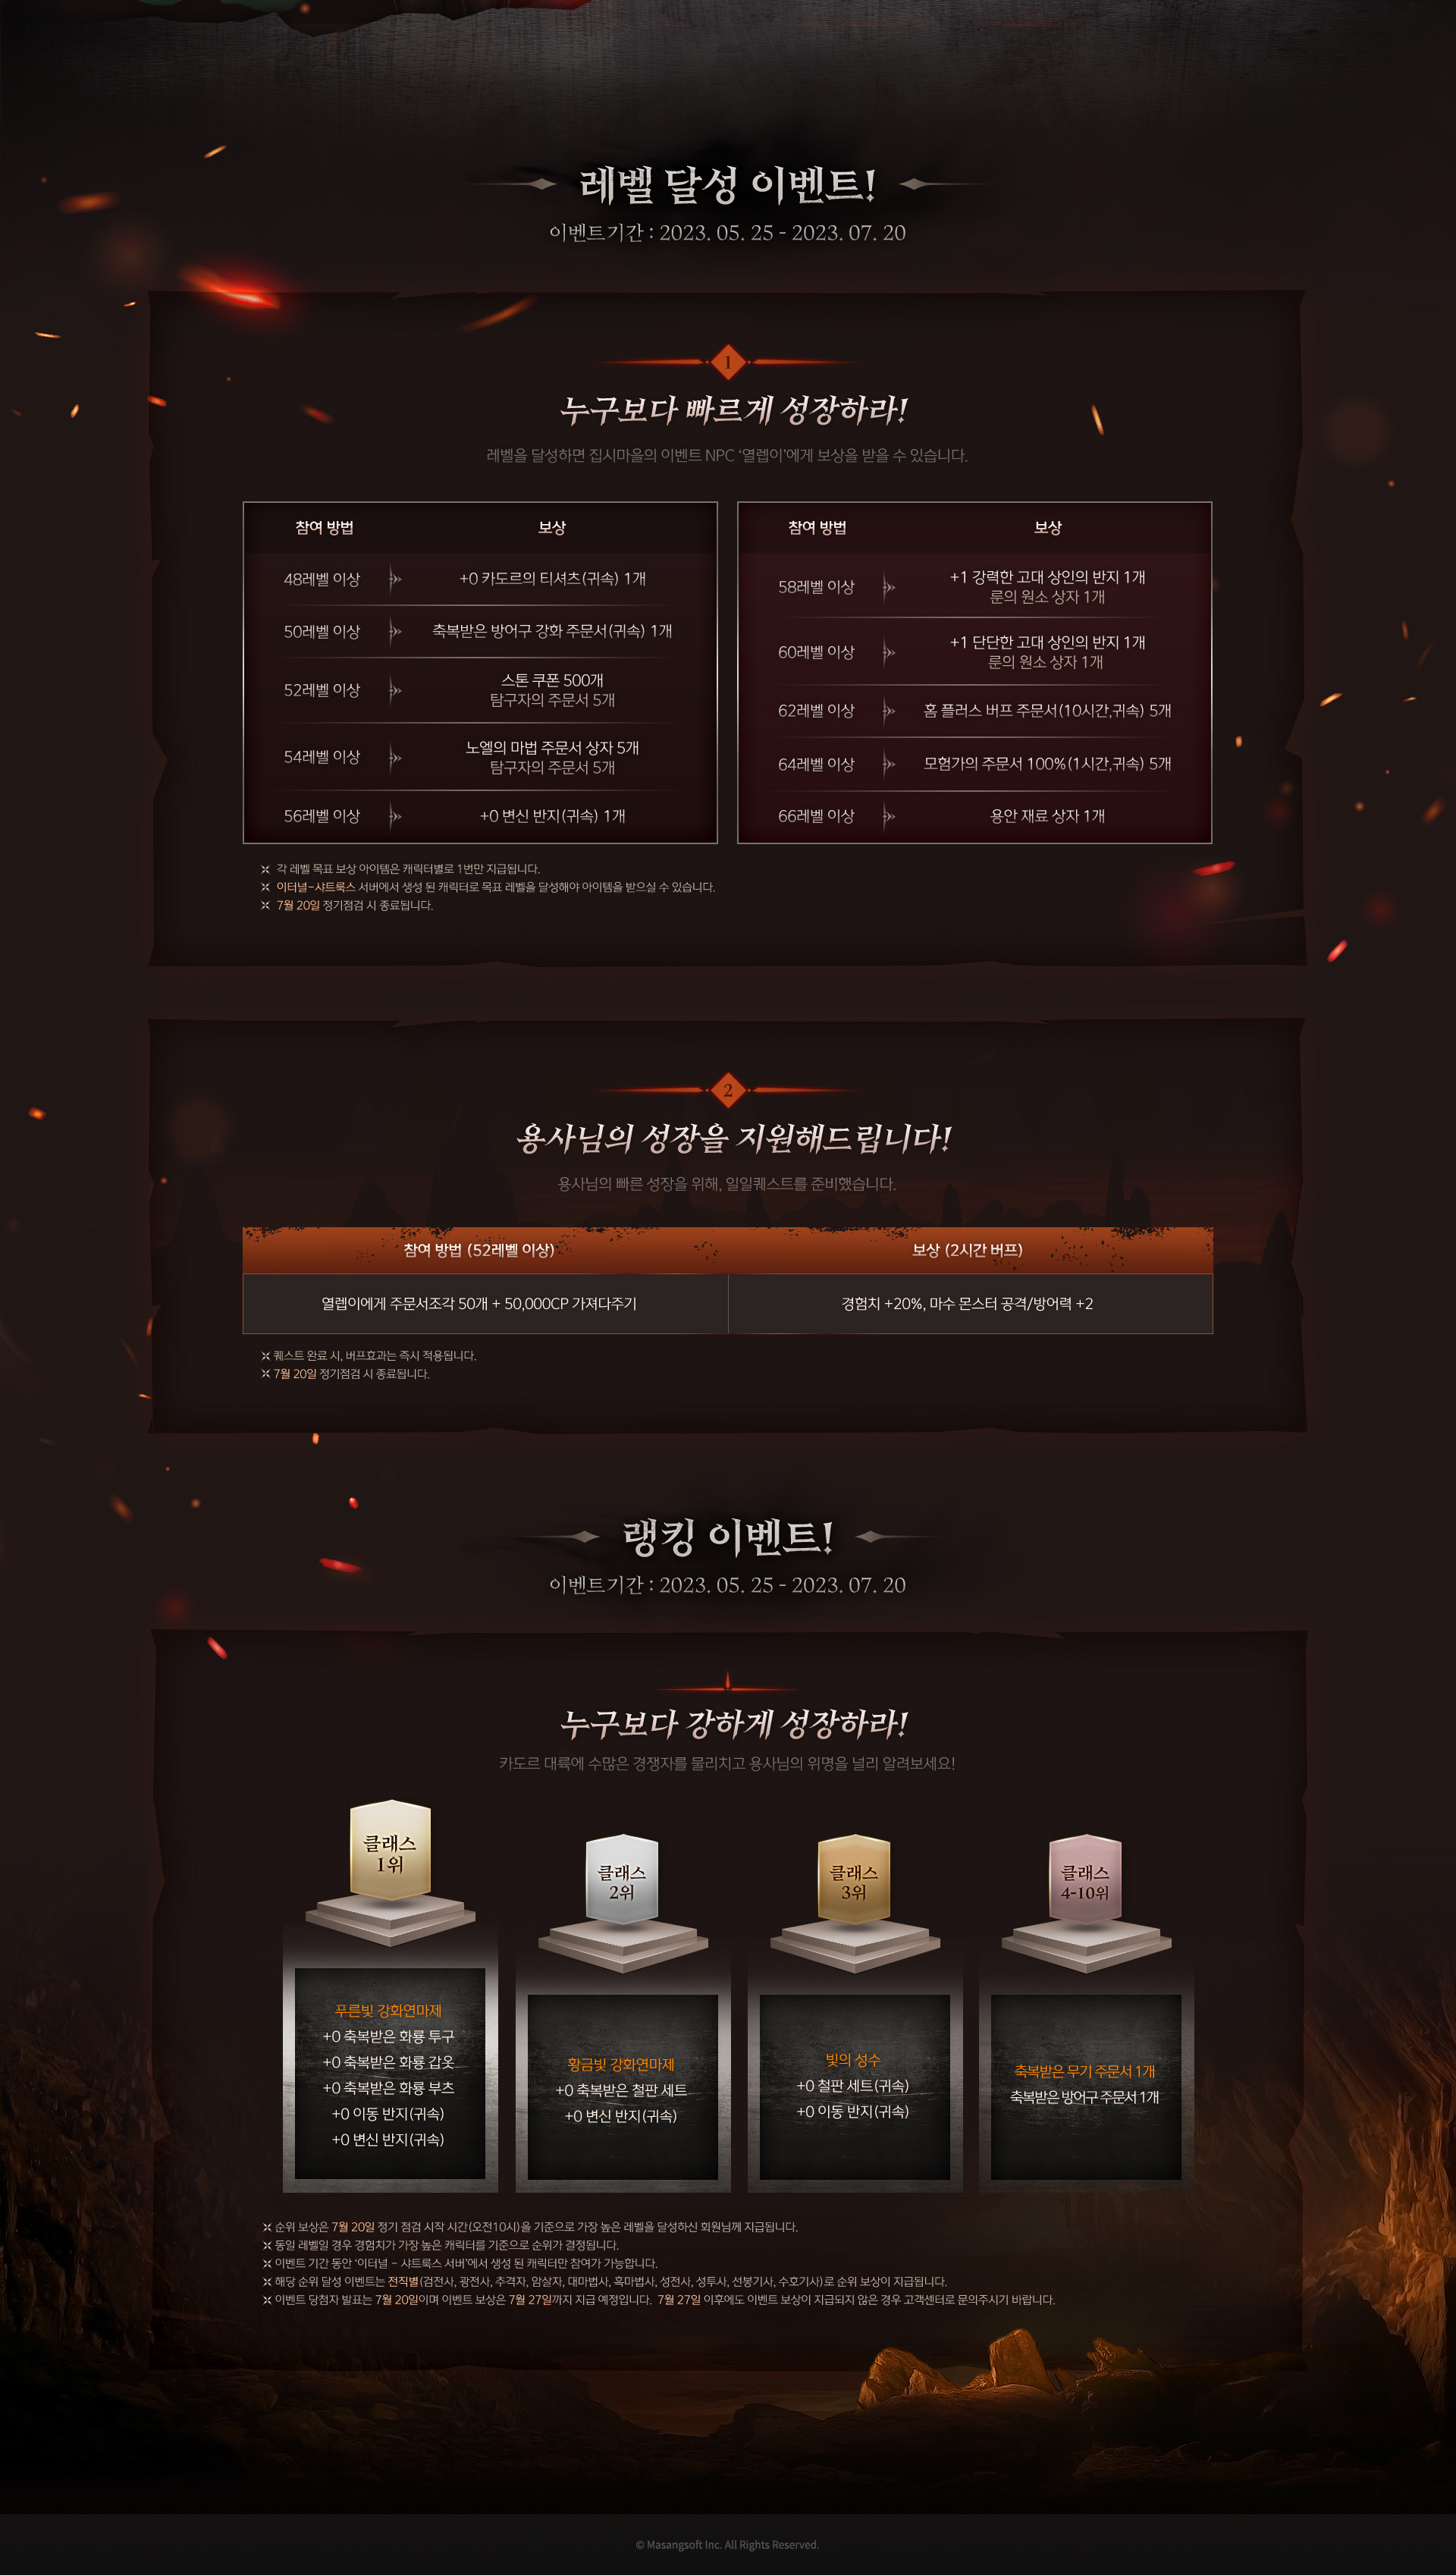 레벨 달성 이벤트!
이벤트기간 : 2023. 05. 25 - 2023. 07. 20
1
누구보다 빠르게 성장하라!
레벨을 달성하면 집시마을의 이벤트 NPC ‘열렙이’에게 보상을 받을 수 있습니다.
참여 방법 보상
48레벨 이상 +0 카도르의 티셔츠(귀속) 1개
50레벨 이상 축복받은 방어구 강화 주문서(귀속) 1개
52레벨 이상 스톤 쿠폰 500개
탐구자의 주문서 5개
54레벨 이상 노엘의 마법 주문서 상자 5개
탐구자의 주문서 5개
56레벨 이상 +0 변신 반지(귀속) 1개
참여 방법 보상
58레벨 이상 +1 강력한 고대 상인의 반지 1개
룬의 원소 상자 1개
60레벨 이상 +1 단단한 고대 상인의 반지 1개
룬의 원소 상자 1개
62레벨 이상 홈 플러스 버프 주문서(10시간,귀속) 5개
64레벨 이상 모험가의 주문서 100%(1시간,귀속) 5개
66레벨 이상 용안 재료 상자 1개
각 레벨 목표 보상 아이템은 캐릭터별로 1번만 지급됩니다.
이터널-샤트룩스 서버에서 생성 된 캐릭터로 목표 레벨을 달성해야 아이템을 받으실 수 있습니다.
7월 20일 정기점검 시 종료됩니다.
2
용사님의 성장을 지원해드립니다!
용사님의 빠른 성장을 위해, 일일퀘스트를 준비했습니다.
참여 방법 (52레벨 이상) 보상 (2시간 버프)
열렙이에게 주문서조각 50개 + 50,000CP 가져다주기 경험치 +20%, 마수 몬스터 공격/방어력 +2
퀘스트 완료 시, 버프효과는 즉시 적용됩니다.
7월 20일 정기점검 시 종료됩니다.
랭킹 이벤트!
이벤트기간 : 2023. 05. 25 - 2023. 07. 20
누구보다 강하게 성장하라!
카도르 대륙에 수많은 경쟁자를 물리치고 용사님의 위명을 널리 알려보세요!
클래스
1위
푸른빛 강화연마제
+0 축복받은 화룡 투구
+0 축복받은 화룡 갑옷
+0 축복받은 화룡 부츠
+0 이동 반지(귀속)
+0 변신 반지(귀속)
클래스
2위
황금빛 강화연마제
+0 축복받은 철판 세트
+0 변신 반지(귀속)
클래스
3위
빛의 성수
+0 철판 세트(귀속)
+0 이동 반지(귀속)
클래스
4-10위
축복받은 무기 주문서 1개
축복받은 방어구 주문서 1개
순위 보상은 7월 20일 정기 점검 시작 시간(오전10시)을 기준으로 가장 높은 레벨을 달성하신 회원님께 지급됩니다.
동일 레벨일 경우 경험치가 가장 높은 캐릭터를 기준으로 순위가 결정됩니다.
이벤트 기간 동안 ‘이터널 - 샤트룩스 서버’에서 생성 된 캐릭터만 참여가 가능합니다.
해당 순위 달성 이벤트는 전직별(검전사, 광전사, 추격자, 암살자, 대마법사, 흑마법사, 성전사, 성투사, 선봉기사, 수호기사)로 순위 보상이 지급됩니다.
이벤트 당첨자 발표는 7월 20일이며 이벤트 보상은 7월 27일까지 지급 예정입니다. 7월 27일 이후에도 이벤트 보상이 지급되지 않은 경우 고객센터로 문의주시기 바랍니다.
© Masangsoft Inc. All Rights Reserved.